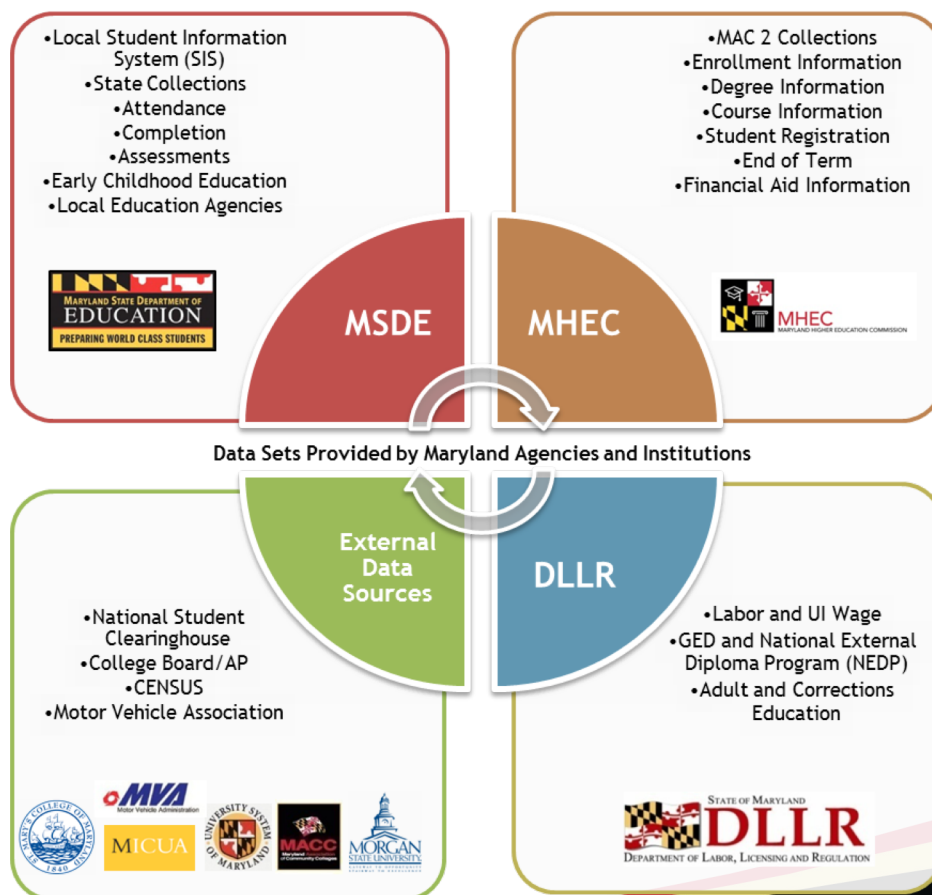 •Local Student Information
System (SIS)
•State Collections
•Attendance
•Completion
•Assessments
•Early Childhood Education
•Local Education Agencies
MARYLAND STATE DEPARTMENT OF
EDUCATION
PREPARING WORLD CLASS STUDENTS
MSDE
•MAC 2 Collections
•Enrollment Information
•Degree Information
•Course Information
•Student Registration
•End of Term
•Financial Aid Information
MHEC
MARYLAND HIGHER EDUCATION COMMISSION
MHEC
Data Sets Provided by Maryland Agencies and Institutions
External
Data
Sources
•National Student
Clearinghouse
•College Board/AP
•CENSUS
•Motor Vehicle Association
ST. MARY'S COLLEGE OF MARYLAND
1840
MVA
Motor Vehicle Administration
MICUA
UNIVERSITY SYSTEM
OF MARYLAND
MACC
Maryland
of Community Colleges
MORGAN
STATE UNIVERSITY
DLLR
•Labor and UI Wage
•GED and National External
Diploma Program (NEDP)
•Adult and Corrections
Education
STATE OF MARYLAND
DLLR
DEPARTMENT OF LABOR, LICENSING AND REGULATION